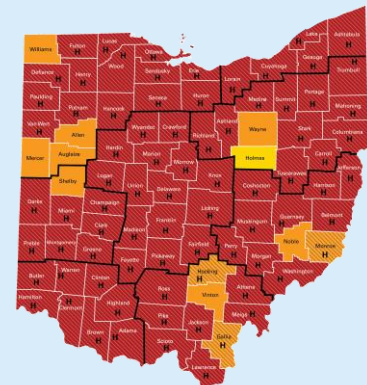 Williams
Fulton
H
Lucas
H
Ottawa
H
Lake
H
Ashtabula
H
Geauga
H
Cuyahoga
H
Trumbull
H
Defiance
H
Henry
H
Wood
H
Sandusky
H
Erie
H
Lorain
H
Paulding
H
Putnam
H
Hancock
H
Seneca
H
Huron
H
Medina
H
Summit
H
Portage
H
Mahoning
H
Van Wert
H
Allen
Wyandot
H
Crawford
H
Richland
H
Ashland
H
Wayne
Stark
H
Columbiana
H
Mercer
Auglaize
Hardin
H
Marion
H
Morrow
H
Holmes
Carroll
H
Tuscarawas
H
Jefferson
H
Shelby
Logan
H
Union
H
Delaware
H
Knox
H
Coshocton
H
Harrison
H
Darke
H
Miami
H
Champaign
H
Clark
H
Madison
H
Franklin
H
Licking
H
Muskingum
H
Guernsey
H
Belmont
H
Preble
H
Montgomery
H
Greene
H
Fayette
H
Pickaway
H
Fairfield
H
Perry
H
Morgan
H
Noble
Monroe
Butler
H
Warren
H
Clinton
H
Ross
H
Hocking
Athens
H
Washington
H
Hamilton
H
Clermont
H
Highland
H
Vinton
Meigs
H
Brown
H
Adams
H
Pike
H
Jackson
H
Gallia
Scioto
H
Lawrence
H